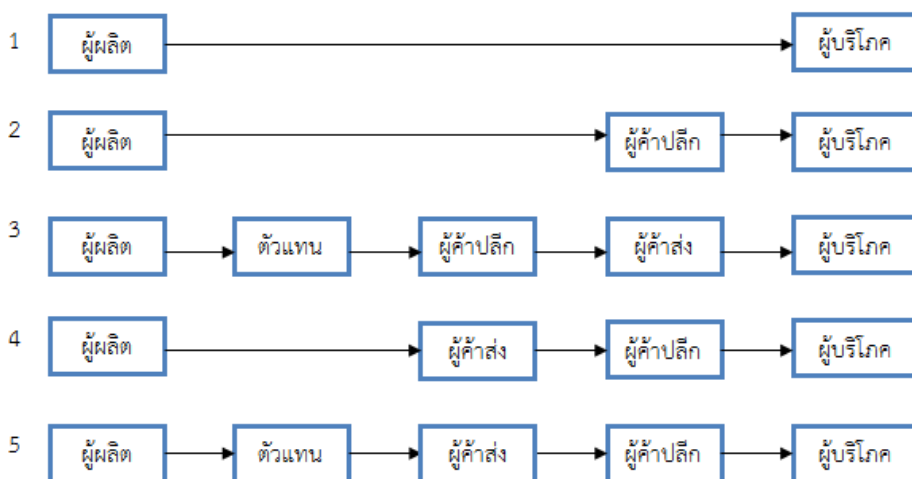 1 ผู้ผลิต ผู้บริโภค
2 ผู้ผลิต ผู้ค้าปลีก ผู้บริโภค
3 ผู้ผลิต ตัวแทน ผู้ค้าปลีก ผู้ค้าส่ง ผู้บริโภค
4 ผู้ผลิต ผู้ค้าส่ง ผู้ค้าปลีก ผู้บริโภค
5 ผู้ผลิต ตัวแทน ผู้ค้าส่ง ผู้ค้าปลีก ผู้บริโภค